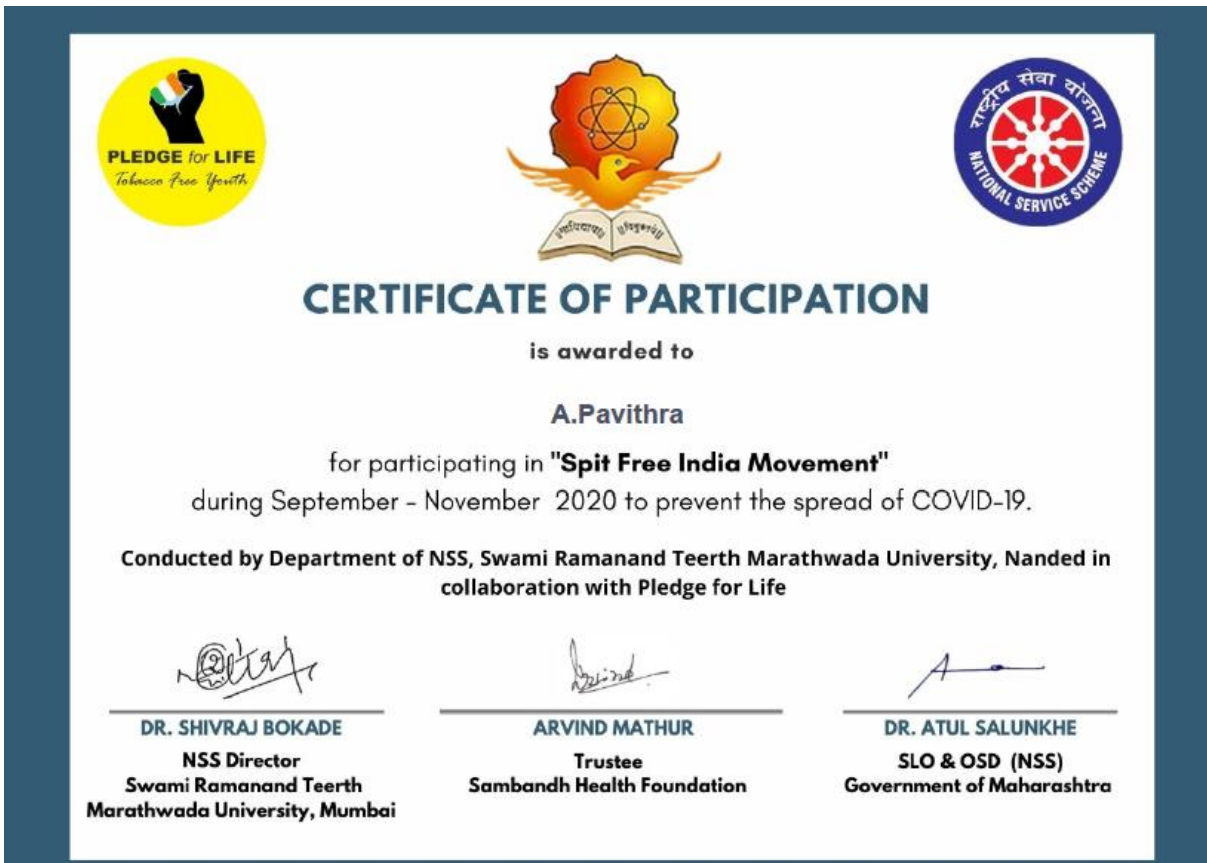 PLEDGE for LIFE
Tobacco Free Youth
राष्ट्रीय सेवा योजना
NATIONAL SERVICE SCHEME
CERTIFICATE OF PARTICIPATION
is awarded to
A.Pavithra
for participating in "Spit Free India Movement"
during September - November 2020 to prevent the spread of COVID-19.
Conducted by Department of NSS, Swami Ramanand Teerth Marathwada University, Nanded in
collaboration with Pledge for Life
DR. SHIVRAJ BOKADE
NSS Director
Swami Ramanand Teerth
Marathwada University, Mumbai
ARVIND MATHUR
Trustee
Sambandh Health Foundation
DR. ATUL SALUNKHE
SLO & OSD (NSS)
Government of Maharashtra